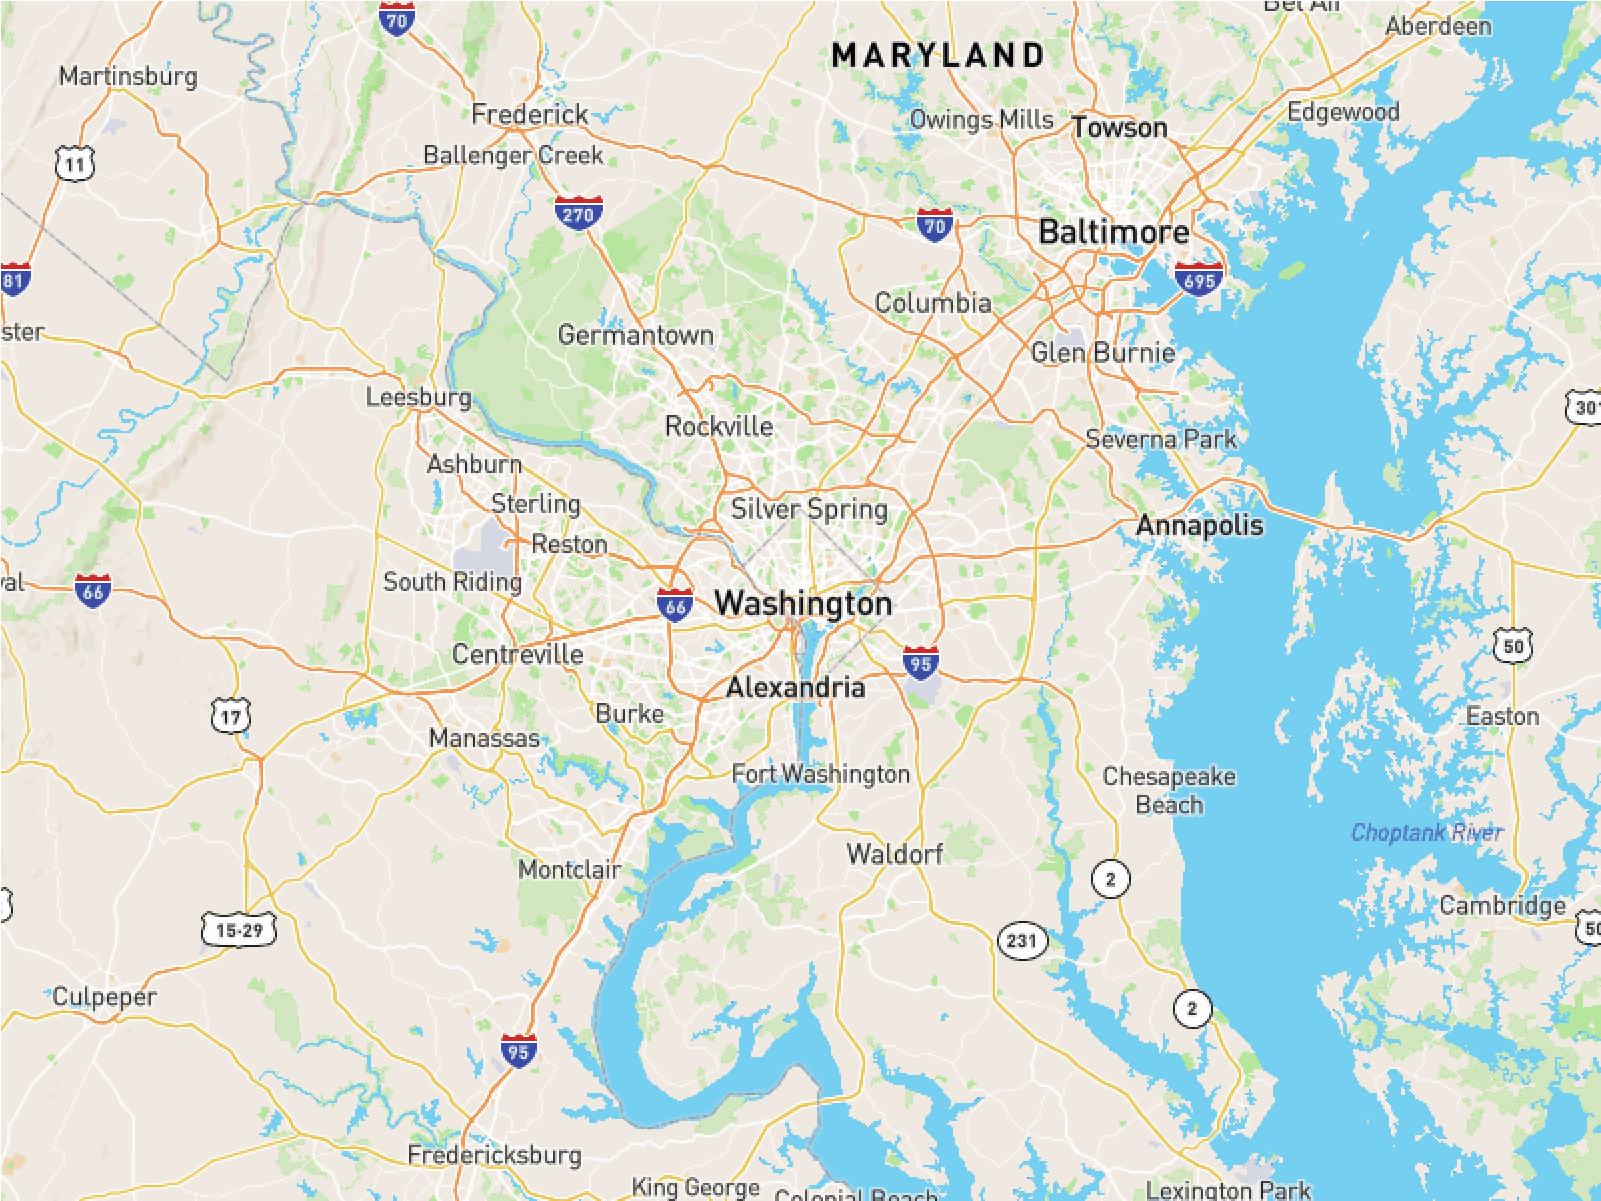 Bel Air
70
Aberdeen
MARYLAND
Martinsburg
Edgewood
Frederick
Owings Mills
Towson
Ballenger Creek
11
270
70
Baltimore
81
695
Columbia
ster
Germantown
Glen Burnie
Leesburg
301
Rockville
Severna Park
Ashburn
Sterling
Silver Spring
Annapolis
Reston
South Riding
66
66
Washington
50
Centreville
95
Alexandria
17
Burke
Easton
Manassas
Fort Washington
Chesapeake
Beach
Choptank River
Waldorf
Montclair
2
Cambridge
15-29
50
231
Culpeper
2
95
Fredericksburg
King George
Colonial Beach
Lexington Park